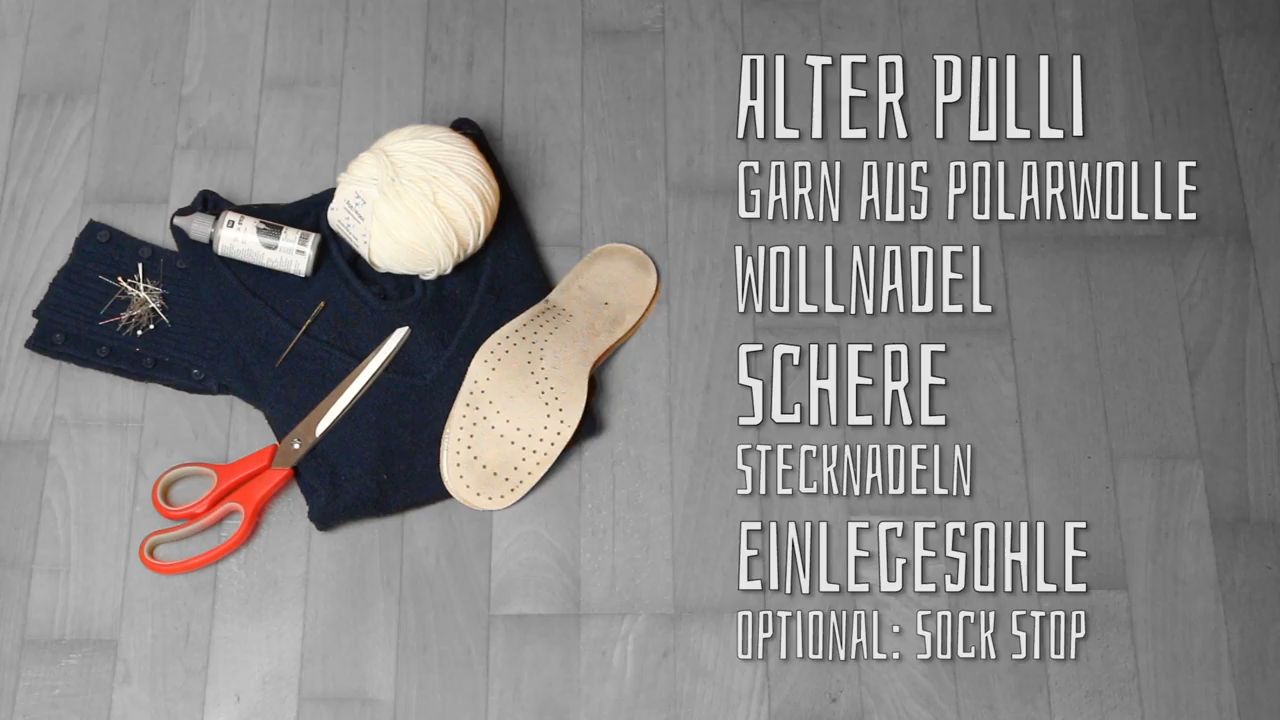 ALTER PULLI
GARN AUS POLARWOLLE
WOLLNADEL
SCHERE
STECKNADELN
EINLEGESOHLE
OPTIONAL: SOCK STOP